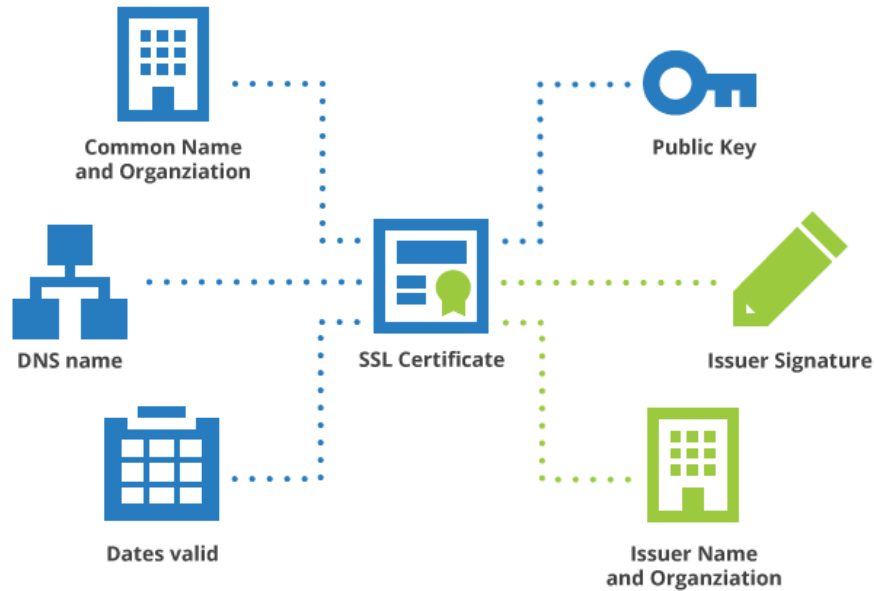 Common Name
and Organziation
Public Key
DNS name
SSL Certificate
Issuer Signature
Dates valid
Issuer Name
and Organziation